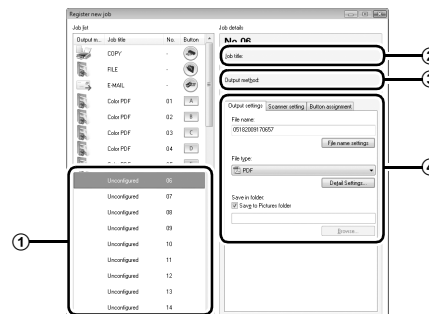 Register new job
Job list
Output m... Job title No. Button
COPY -
FILE -
E-MAIL -
Color PDF 01 A
Color PDF 02 B
Color PDF 03 C
Color PDF 04 D
Unconfigured 06
Unconfigured 07
Unconfigured 08
Unconfigured 09
Unconfigured 10
Unconfigured 11
Unconfigured 12
Unconfigured 13
Unconfigured 14
1
Job details
No.06
Job title:
2
Output method:
3
Output settings Scanner setting Button assignment
File name:
05182009170657
File name settings
File type:
PDF
Detail Settings...
4
Save in folder:
Save to Pictures folder
Browse...